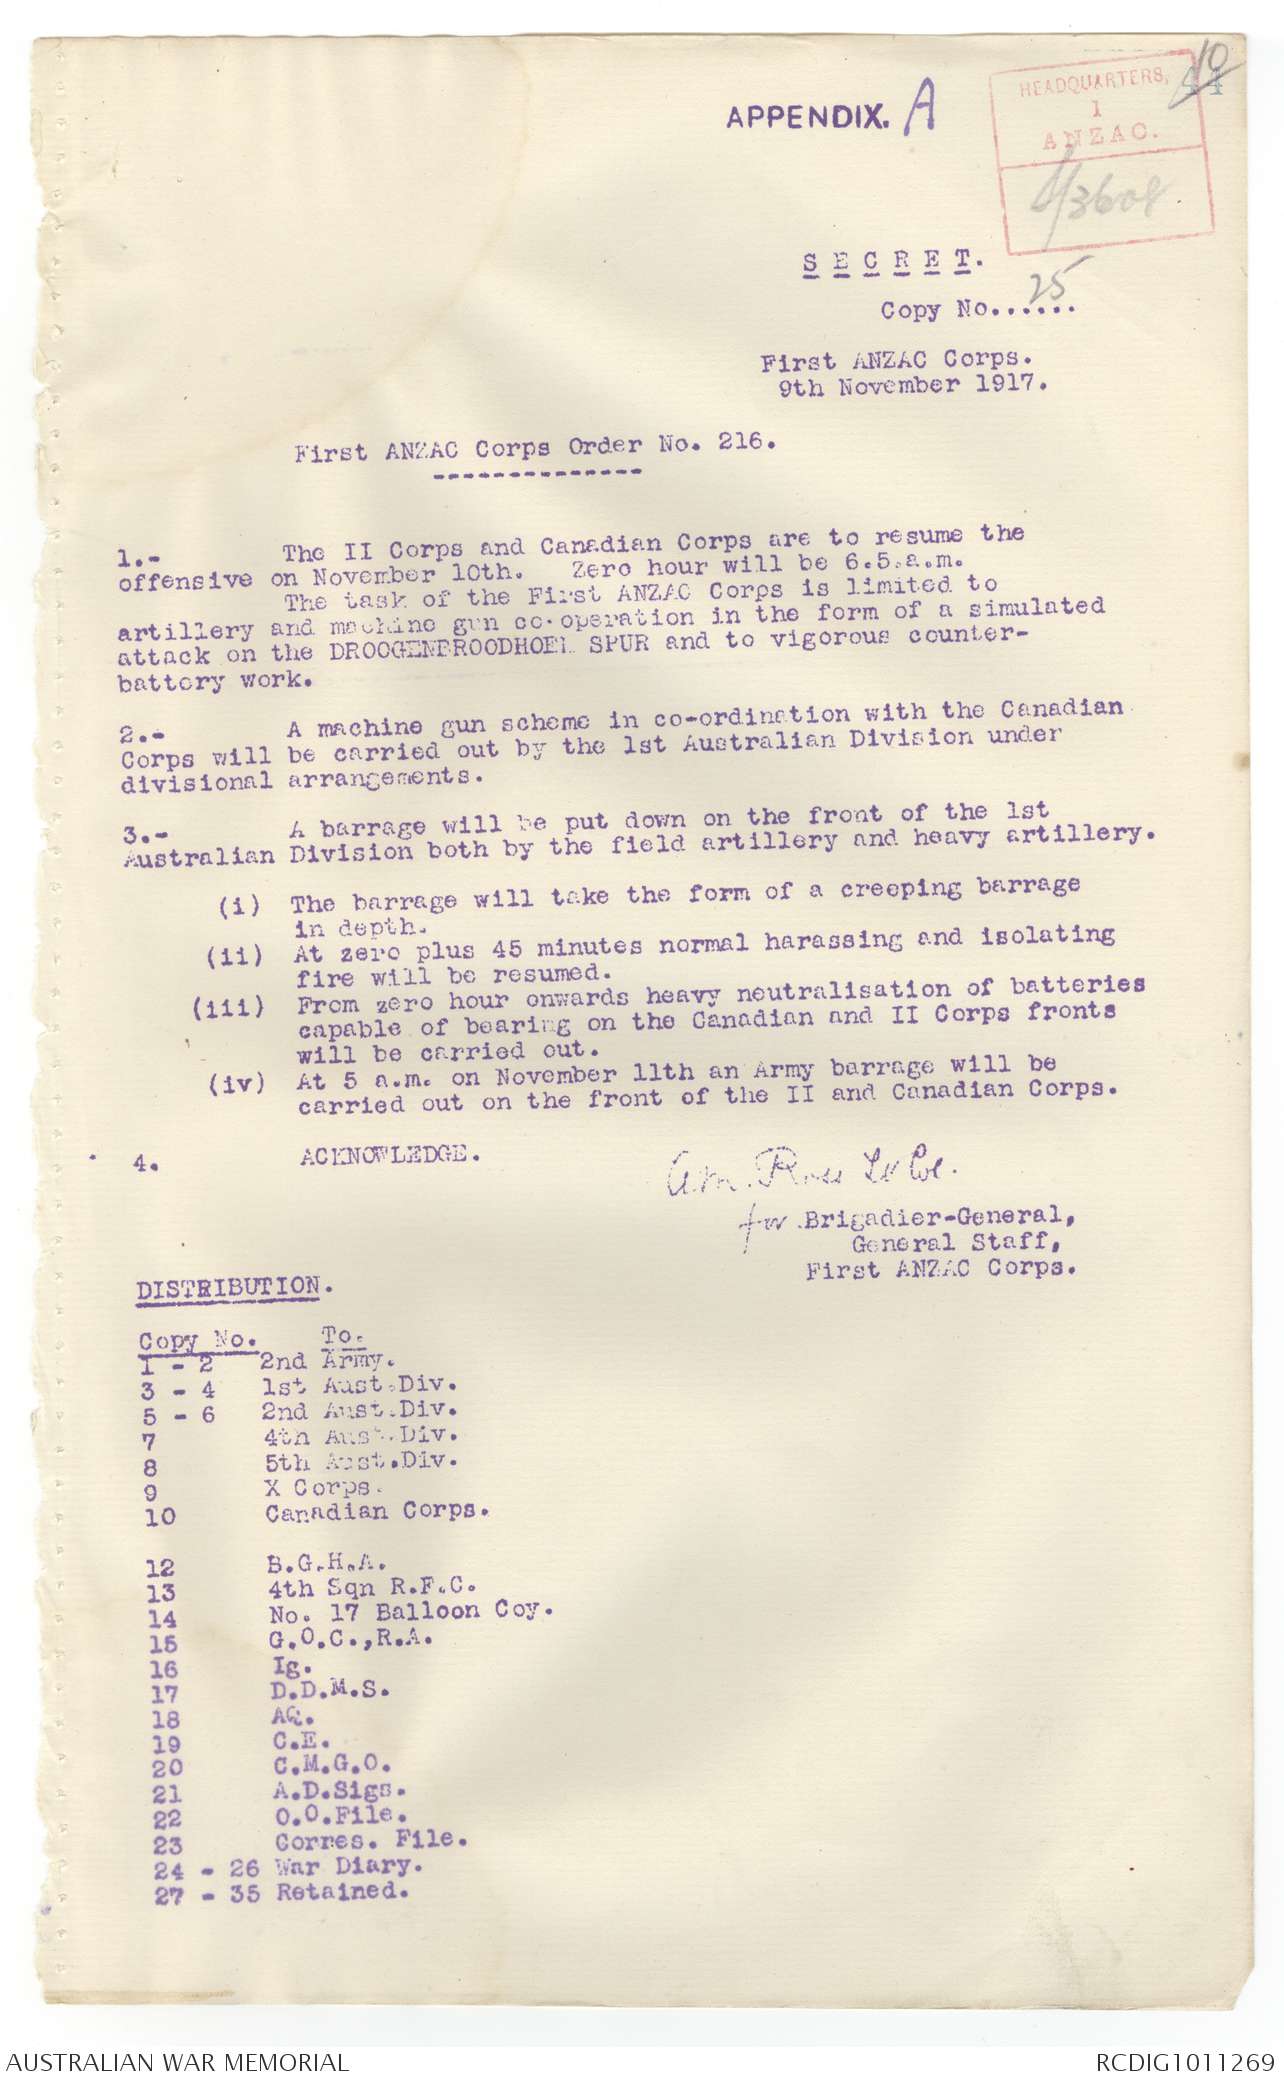 10
44
APPENDIX. A
HEADQUARTERS,
1
ANZAC.
3608
S E C R E T.
Copy No...25...
First ANZAC Corps.
9th November 1917.
First ANZAC Corps Order No. 216.
--------------
1.- The II Corps and Canadian Corps are to resume the
offensive on November 10th. Zero hour will be 6.5.a.m.
The task of the First ANZAC Corps is limited to
artillery and machine gun co-operation in the form of a simulated
attack on the DROOGENBROODHOEK SPUR and to vigorous counter-
battery work.
2.- A machine gun scheme in co-ordination with the Canadian
Corps will be carried out by the 1st Australian Division under
divisional arrangements.
3.- A barrage will be put down on the front of the 1st
Australian Division both by the field artillery and heavy artillery.
(i) The barrage will take the form of a creeping barrage
in depth.
(ii) At zero plus 45 minutes normal harassing and isolating
fire will be resumed.
(iii) From zero hour onwards heavy neutralisation of batteries
capable of bearing on the Canadian and II Corps fronts
will be carried out.
(iv) At 5 a.m. on November 11th an Army barrage will be
carried out on the front of the II and Canadian Corps.
4. ACKNOWLEDGE.
A.M. Ross Lt Col.
for Brigadier-General,
General Staff,
First ANZAC Corps.
DISTRIBUTION.
Copy No. To.
1 - 2 2nd Army.
3 - 4 1st Aust.Div.
5 - 6 2nd Aust.Div.
7 4th Aust.Div.
8 5th Aust.Div.
9 X Corps.
10 Canadian Corps.
12 B.G.H.A.
13 4th Sqn R.F.C.
14 No. 17 Balloon Coy.
15 G.O.C.,R.A.
16 Ig.
17 D.D.M.S.
18 AQ.
19 C.E.
20 C.M.G.O.
21 A.D.Sigs.
22 O.O.File.
23 Corres. File.
24 - 26 War Diary.
27 - 35 Retained.
AUSTRALIAN WAR MEMORIAL
RCDIG1011269